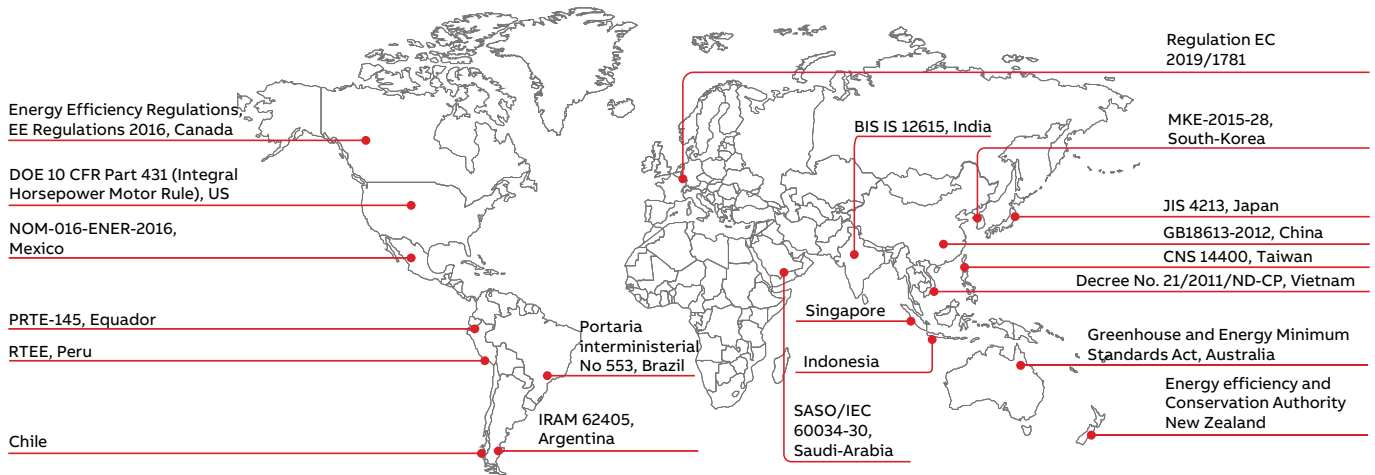 Energy Efficiency Regulations,
EE Regulations 2016, Canada
DOE 10 CFR Part 431 (Integral
Horsepower Motor Rule), US
NOM-016-ENER-2016,
Mexico
PRTE-145, Equador
RTEE, Peru
Chile
Portaria
interministerial
No 553, Brazil
IRAM 62405,
Argentina
Regulation EC
2019/1781
BIS IS 12615, India
MKE-2015-28,
South-Korea
JIS 4213, Japan
GB18613-2012, China
CNS 14400, Taiwan
Decree No. 21/2011/ND-CP, Vietnam
Singapore
Indonesia
SASO/IEC
60034-30,
Saudi-Arabia
Greenhouse and Energy Minimum
Standards Act, Australia
Energy efficiency and
Conservation Authority
New Zealand